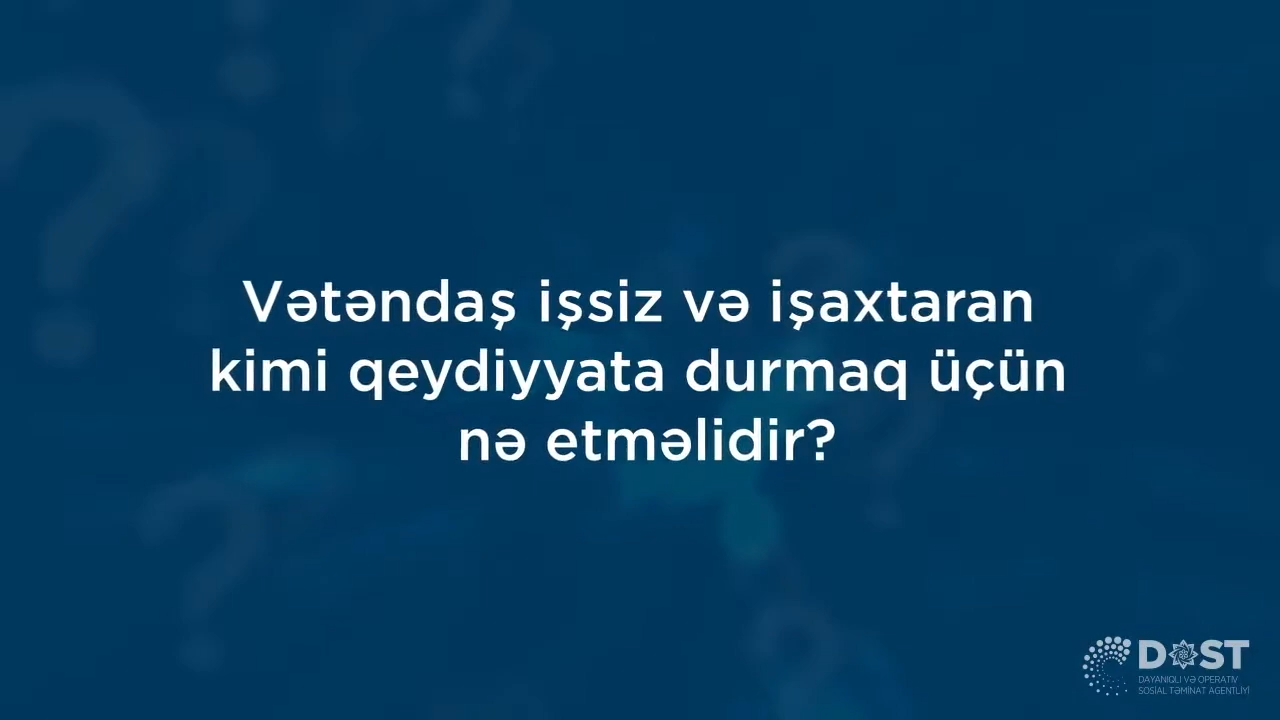 Vətəndaş işsiz və işaxtaran
kimi qeydiyyata durmaq üçün
nə etməlidir?
DOST
DAYANIQLI VƏ OPERATİV
SOSİAL TƏMİNAT AGENTLİYİ